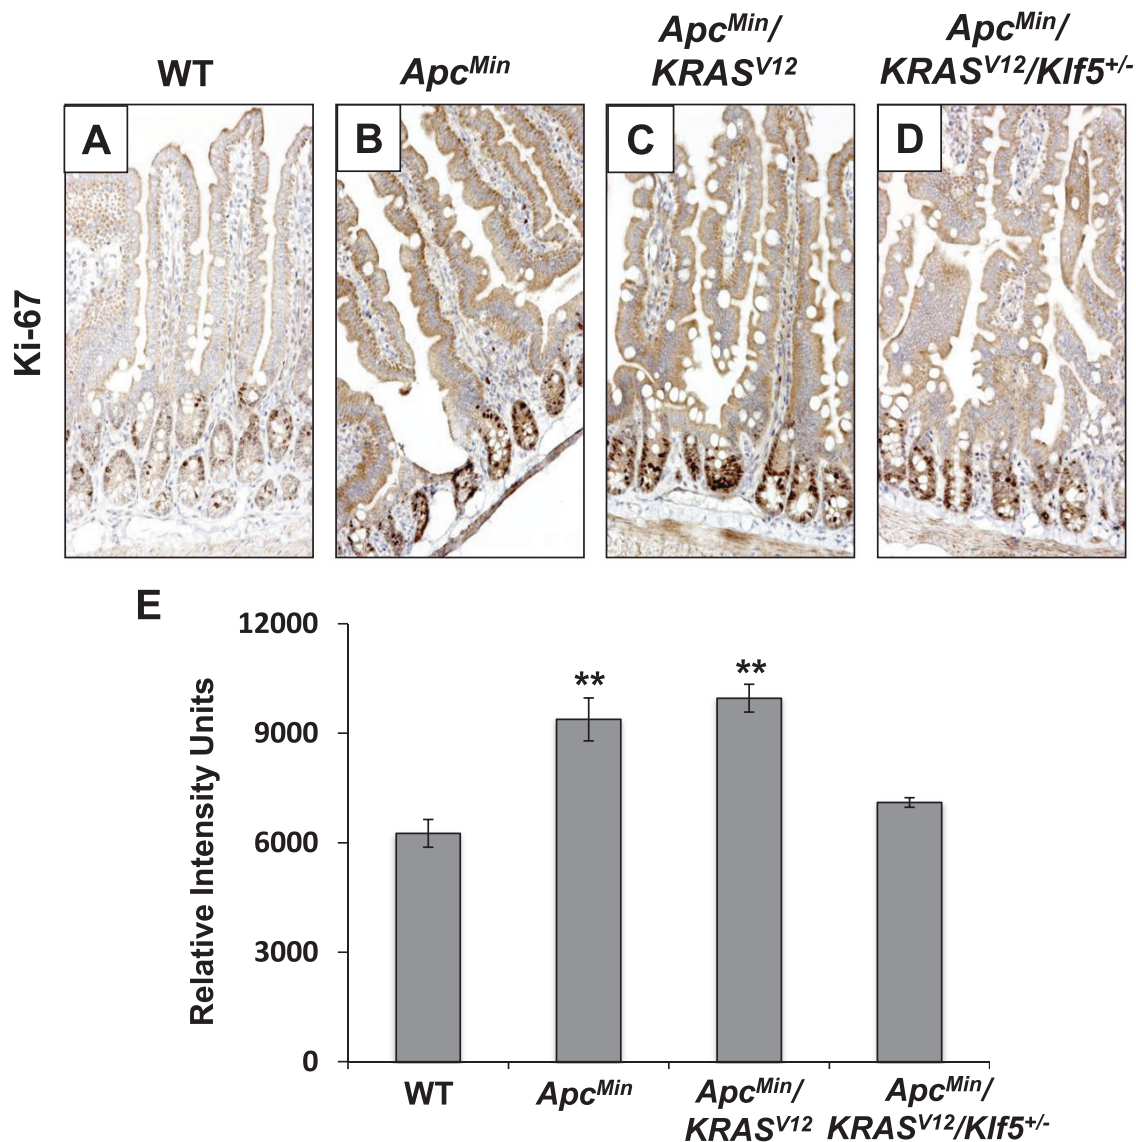 WT
Apc^Min
Apc^Min/
KRAS^V12
Apc^Min/
KRAS^V12/Klf5^+/-
A
B
C
D
Ki-67
E
Relative Intensity Units
12000
9000
6000
3000
0
**
**
WT
Apc^Min
Apc^Min/
KRAS^V12
Apc^Min/
KRAS^V12/Klf5^+/-